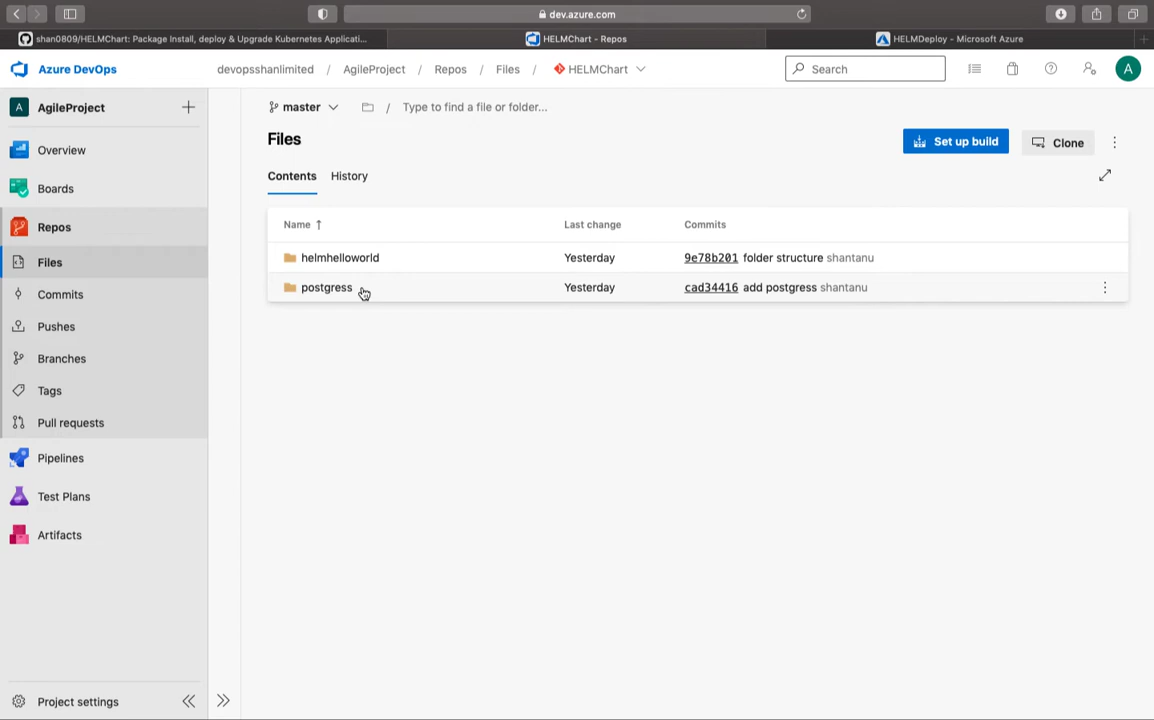 dev.azure.com
shan0809/HELMChart: Package Install, deploy & Upgrade Kubernetes Applicati...
HELMChart - Repos
HELMDeploy - Microsoft Azure
Azure DevOps
devopsshanlimited / AgileProject / Repos / Files / HELMChart
Search
A
A AgileProject
master / Type to find a file or folder...
Files
Set up build
Clone
Overview
Contents History
Boards
Name ↑ Last change Commits
Repos
helmhelloworld Yesterday 9e78b201 folder structure shantanu
Files
postgress Yesterday cad34416 add postgress shantanu
Commits
Pushes
Branches
Tags
Pull requests
Pipelines
Test Plans
Artifacts
Project settings